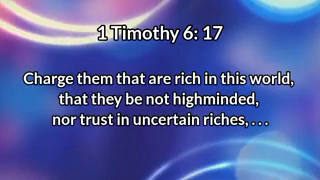 1 Timothy 6: 17
Charge them that are rich in this world,
that they be not highminded,
nor trust in uncertain riches, . . .